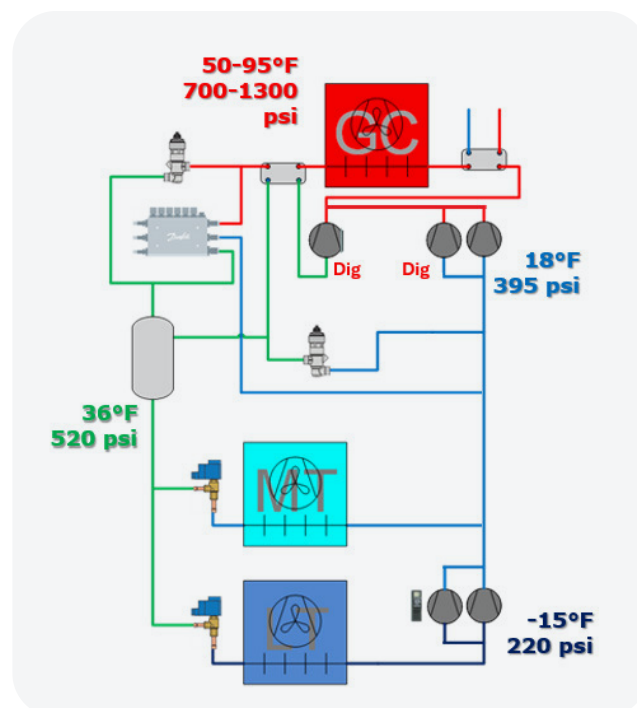 50-95°F
700-1300
psi
GC
Danfoss
Dig
Dig
18°F
395 psi
36°F
520 psi
MT
LT
-15°F
220 psi